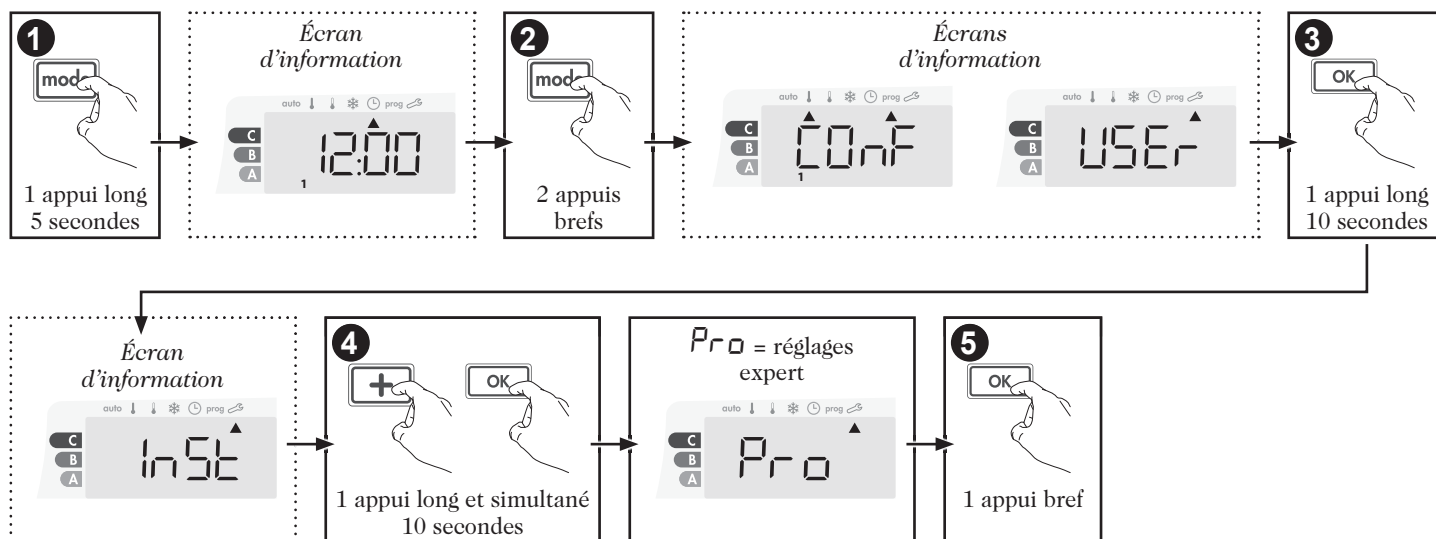 1
mode
1 appui long
5 secondes
Écran
d'information
auto prog
C
B
A
12:00
1
2
mode
2 appuis
brefs
Écrans
d'information
auto prog
C
B
A
COnF
1
auto prog
C
B
A
USEr
3
OK
1 appui long
10 secondes
Écran
d'information
auto prog
C
B
A
InSt
4
+
OK
1 appui long et simultané
10 secondes
Pro = réglages
expert
auto prog
C
B
A
Pro
5
OK
1 appui bref